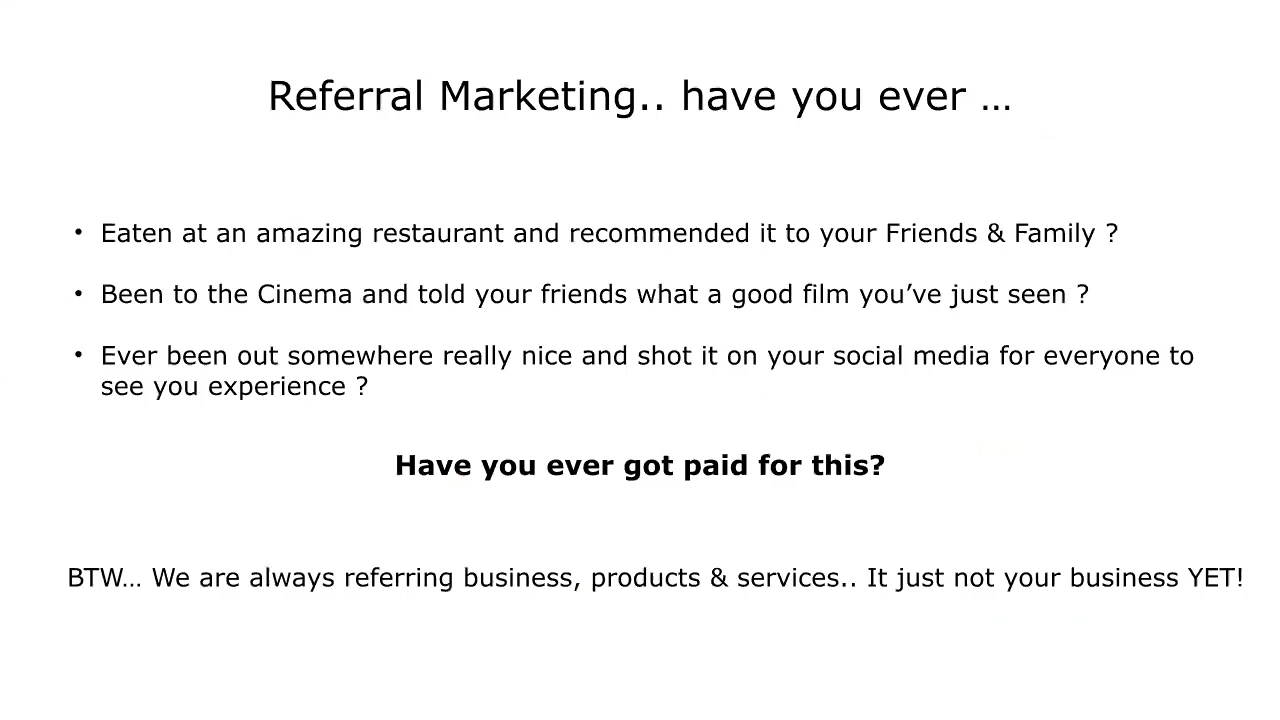 Referral Marketing.. have you ever …
• Eaten at an amazing restaurant and recommended it to your Friends & Family ?
• Been to the Cinema and told your friends what a good film you’ve just seen ?
• Ever been out somewhere really nice and shot it on your social media for everyone to
see you experience ?
Have you ever got paid for this?
BTW… We are always referring business, products & services.. It just not your business YET!